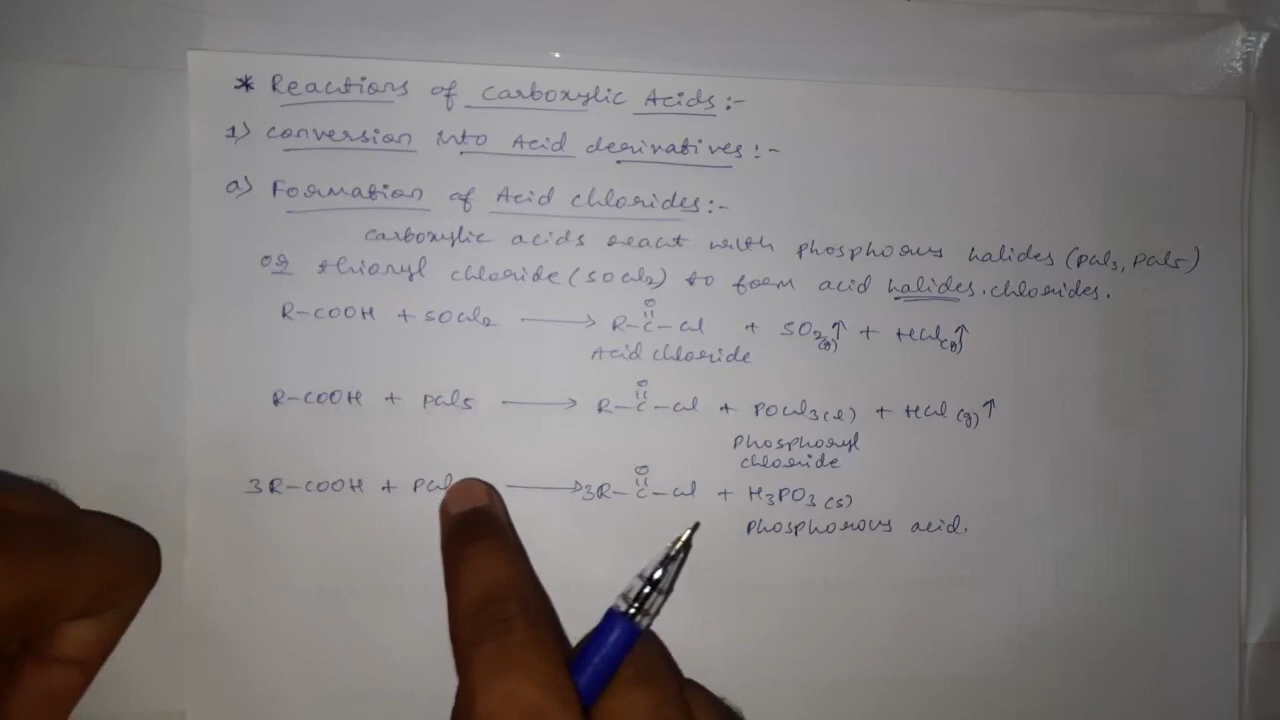 * Reactions of Carboxylic Acids:-
1) Conversion into Acid derivatives:-
a) Formation of Acid chlorides:-
Carboxylic acids react with phosphorus halides (PCl3, PCl5)
or thionyl chloride (SOCl2) to form acid halides. chlorides.
R-COOH + SOCl2 ⟶ R-C(=O)-Cl + SO2(g)↑ + HCl(g)↑
Acid chloride
R-COOH + PCl5 ⟶ R-C(=O)-Cl + POCl3(l) + HCl(g)↑
Phosphoryl
chloride
3R-COOH + PCl ⟶ 3R-C(=O)-Cl + H3PO3(s)
Phosphorous acid.